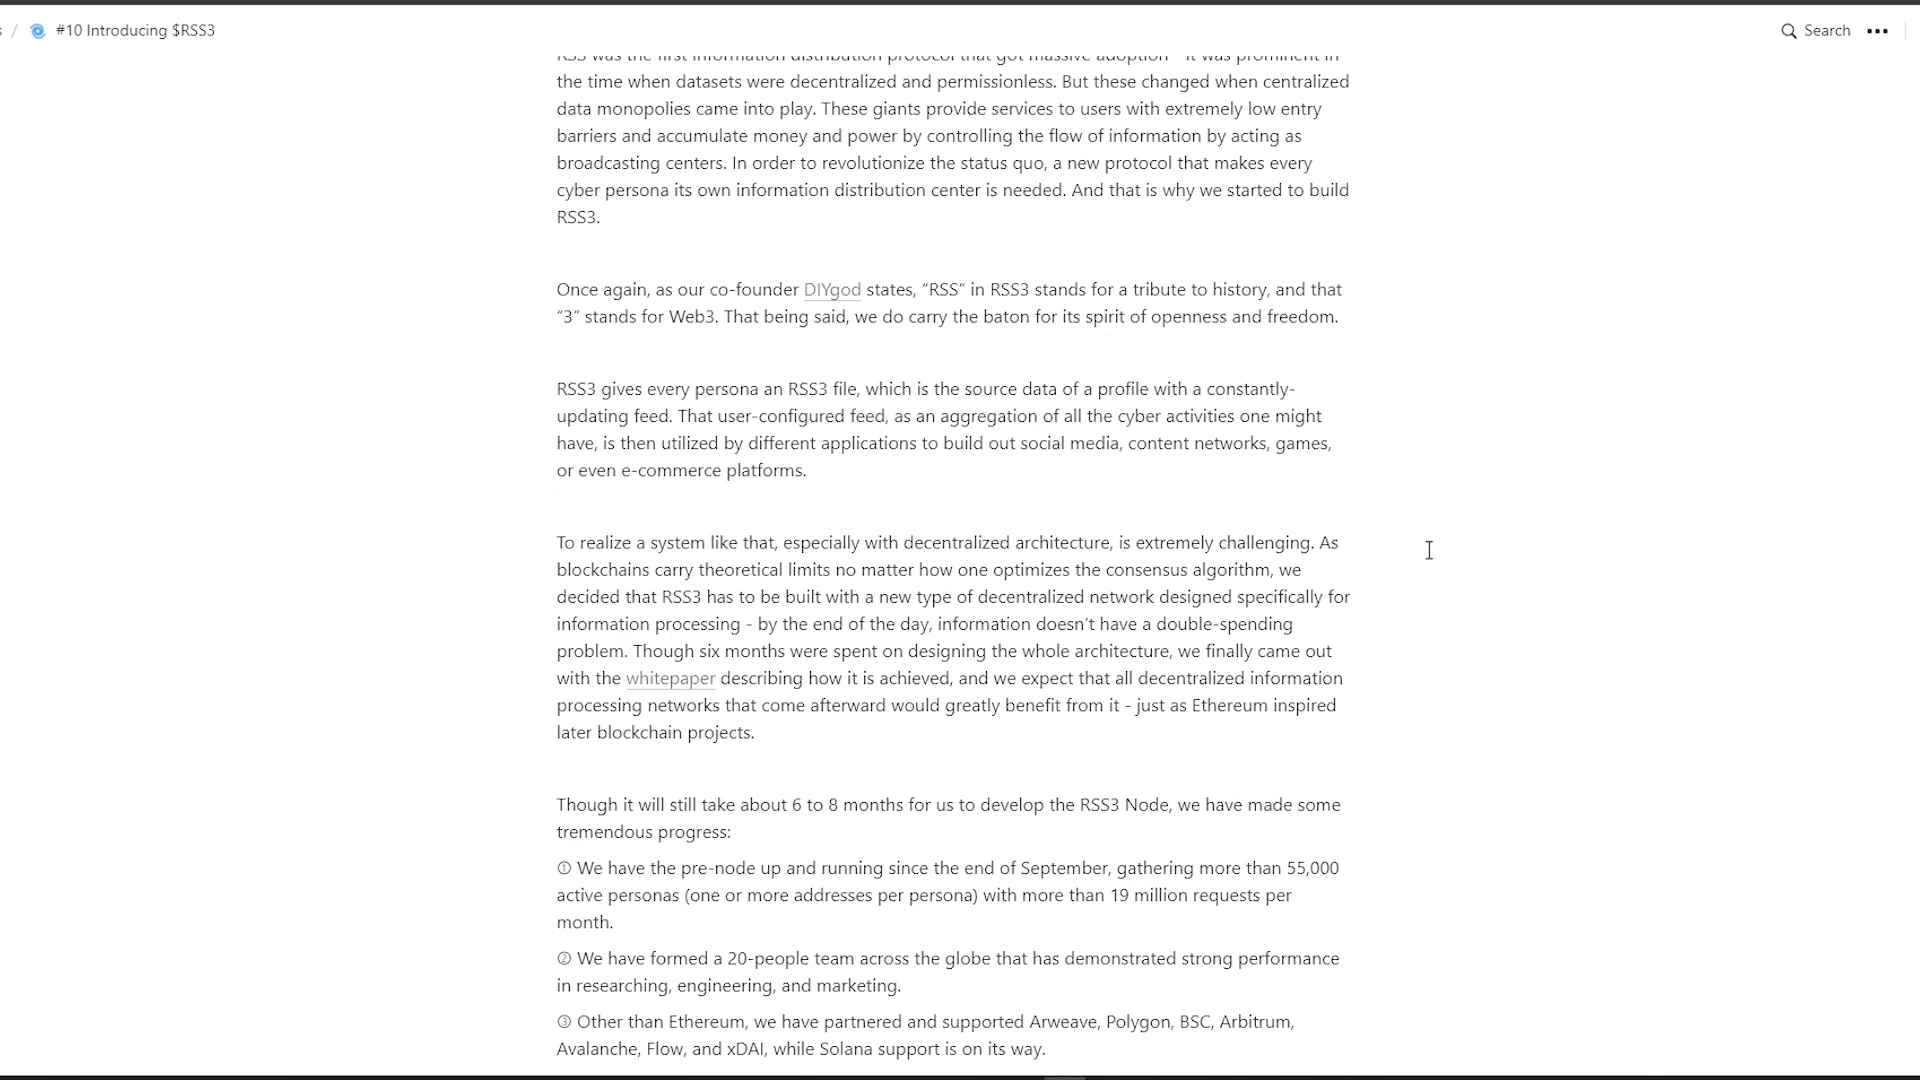 s / #10 Introducing $RSS3
Search
RSS was the first information distribution protocol that got massive adoption - it was prominent in
the time when datasets were decentralized and permissionless. But these changed when centralized
data monopolies came into play. These giants provide services to users with extremely low entry
barriers and accumulate money and power by controlling the flow of information by acting as
broadcasting centers. In order to revolutionize the status quo, a new protocol that makes every
cyber persona its own information distribution center is needed. And that is why we started to build
RSS3.
Once again, as our co-founder DIYgod states, “RSS” in RSS3 stands for a tribute to history, and that
“3” stands for Web3. That being said, we do carry the baton for its spirit of openness and freedom.
RSS3 gives every persona an RSS3 file, which is the source data of a profile with a constantly-
updating feed. That user-configured feed, as an aggregation of all the cyber activities one might
have, is then utilized by different applications to build out social media, content networks, games,
or even e-commerce platforms.
To realize a system like that, especially with decentralized architecture, is extremely challenging. As
blockchains carry theoretical limits no matter how one optimizes the consensus algorithm, we
decided that RSS3 has to be built with a new type of decentralized network designed specifically for
information processing - by the end of the day, information doesn’t have a double-spending
problem. Though six months were spent on designing the whole architecture, we finally came out
with the whitepaper describing how it is achieved, and we expect that all decentralized information
processing networks that come afterward would greatly benefit from it - just as Ethereum inspired
later blockchain projects.
Though it will still take about 6 to 8 months for us to develop the RSS3 Node, we have made some
tremendous progress:
① We have the pre-node up and running since the end of September, gathering more than 55,000
active personas (one or more addresses per persona) with more than 19 million requests per
month.
② We have formed a 20-people team across the globe that has demonstrated strong performance
in researching, engineering, and marketing.
③ Other than Ethereum, we have partnered and supported Arweave, Polygon, BSC, Arbitrum,
Avalanche, Flow, and xDAI, while Solana support is on its way.